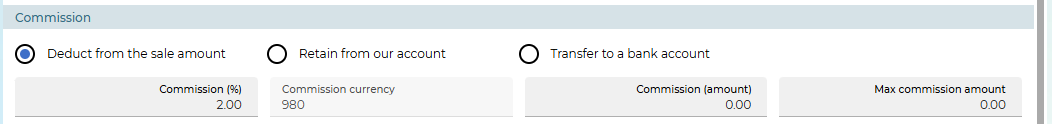 Commission
Deduct from the sale amount Retain from our account Transfer to a bank account
Commission (%) Commission currency Commission (amount) Max commission amount
2.00 980 0.00 0.00